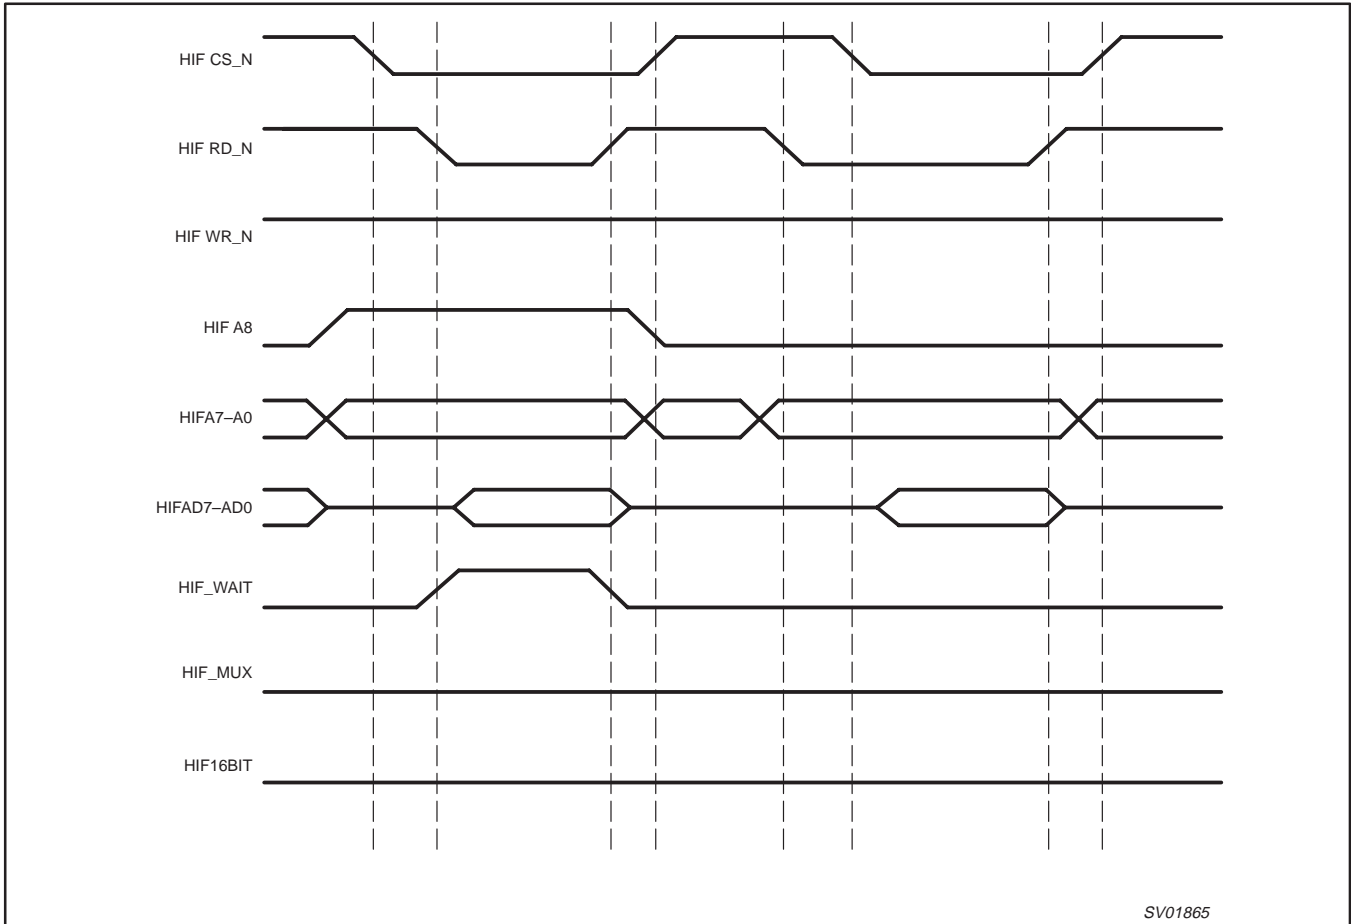 HIF CS_N
HIF RD_N
HIF WR_N
HIF A8
HIFA7–A0
HIFAD7–AD0
HIF_WAIT
HIF_MUX
HIF16BIT
SV01865